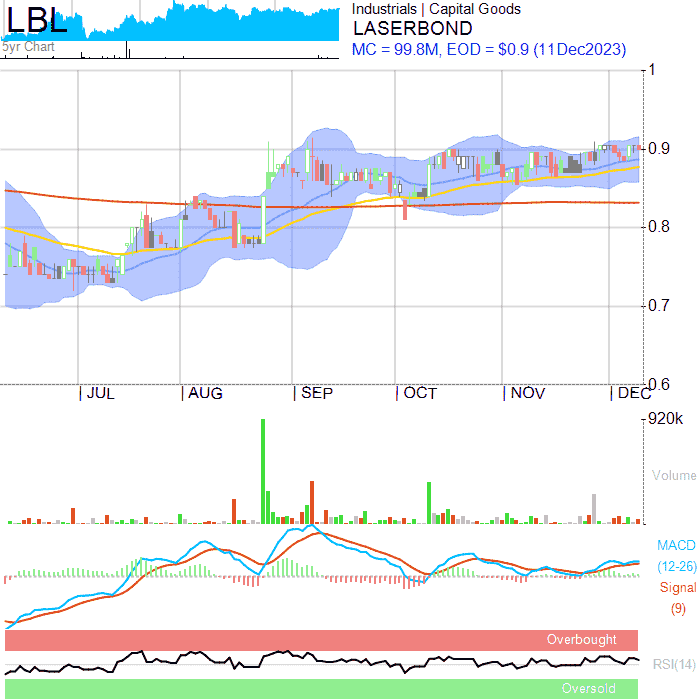 LBL
5yr Chart
Industrials | Capital Goods
LASERBOND
MC = 99.8M, EOD = $0.9 (11Dec2023)
1
0.9
0.8
0.7
0.6
JUL AUG SEP OCT NOV DEC
920k
Volume
MACD
(12-26)
Signal
(9)
Overbought
RSI(14)
Oversold